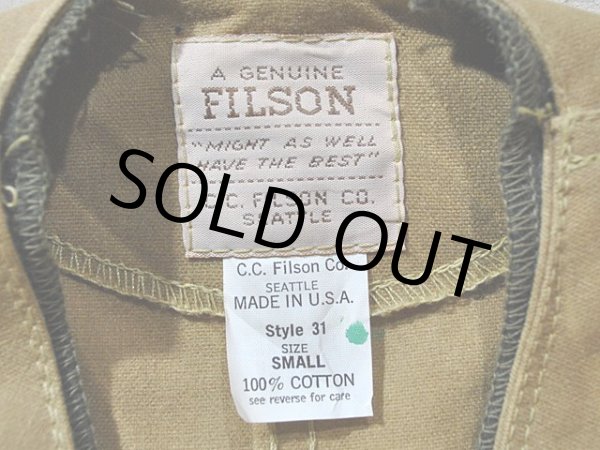 A GENUINE
FILSON
"MIGHT AS WELL
HAVE THE BEST"
C.C. FILSON CO.
SEATTLE
SOLD OUT
C.C. Filson Co.
SEATTLE
MADE IN U.S.A.
Style 31
SIZE
SMALL
100% COTTON
see reverse for care